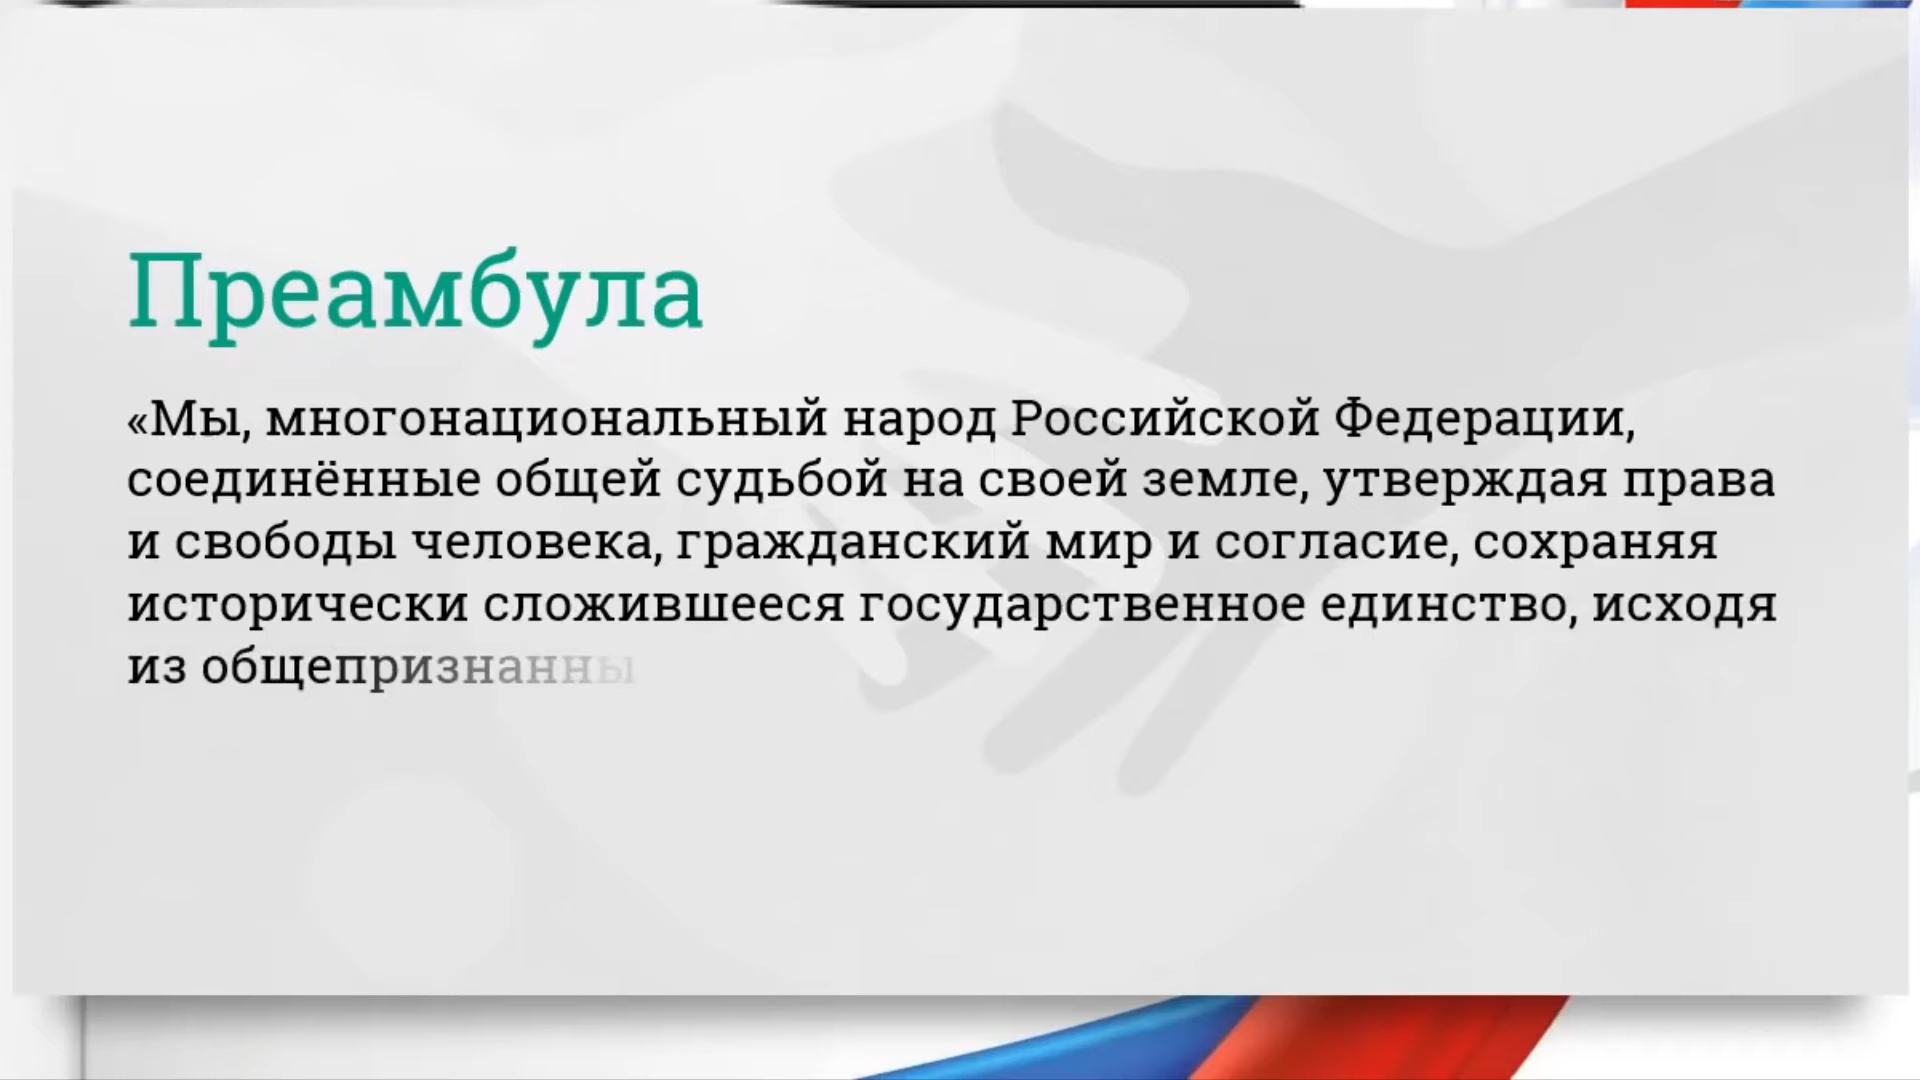 Преамбула
«Мы, многонациональный народ Российской Федерации,
соединённые общей судьбой на своей земле, утверждая права
и свободы человека, гражданский мир и согласие, сохраняя
исторически сложившееся государственное единство, исходя
из общепризнанны